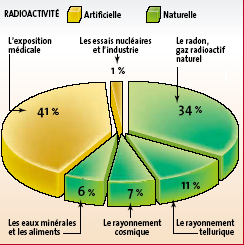 RADIOACTIVITÉ Artificielle Naturelle
L'exposition
médicale
Les essais nucléaires
et l'industrie
Le radon,
gaz radioactif
naturel
1 %
41 %
34 %
6 %
7 %
11 %
Les eaux minérales
et les aliments
Le rayonnement
cosmique
Le rayonnement
tellurique